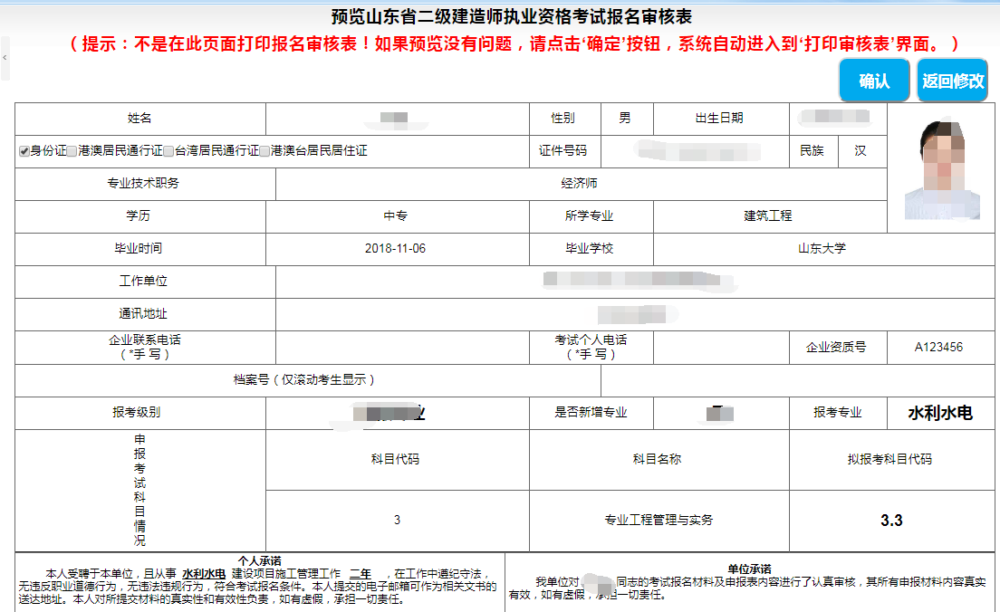 预览山东省二级建造师执业资格考试报名审核表
（ 提示：不是在此页面打印报名审核表！如果预览没有问题，请点击‘确定’按钮，系统自动进入到‘打印审核表’界面。 ）
确认 返回修改
姓名 性别 男 出生日期
身份证 港澳居民通行证 台湾居民通行证 港澳台居民居住证 证件号码 民族 汉
专业技术职务 经济师
学历 中专 所学专业 建筑工程
毕业时间 2018-11-06 毕业学校 山东大学
工作单位
通讯地址
企业联系电话
（ *手 写 ）
考试个人电话
（ *手 写 ）
企业资质号 A123456
档案号（ 仅滚动考生显示 ）
报考级别 业 是否新增专业 报考专业 水利水电
申报考试科目情况
科目代码 科目名称 拟报考科目代码
3 专业工程管理与实务 3.3
个人承诺
本人受聘于本单位，且从事 水利水电 建设项目施工管理工作 二年 ，在工作中遵纪守法，
无违反职业道德行为，无违法违规行为，符合考试报名条件。本人提交的电子邮箱可作为相关文书的
送达地址。本人对所提交材料的真实性和有效性负责，如有虚假，承担一切责任。
单位承诺
我单位对 同志的考试报名材料及申报表内容进行了认真审核，其所有申报材料内容真实
有效，如有虚假，承担一切责任。